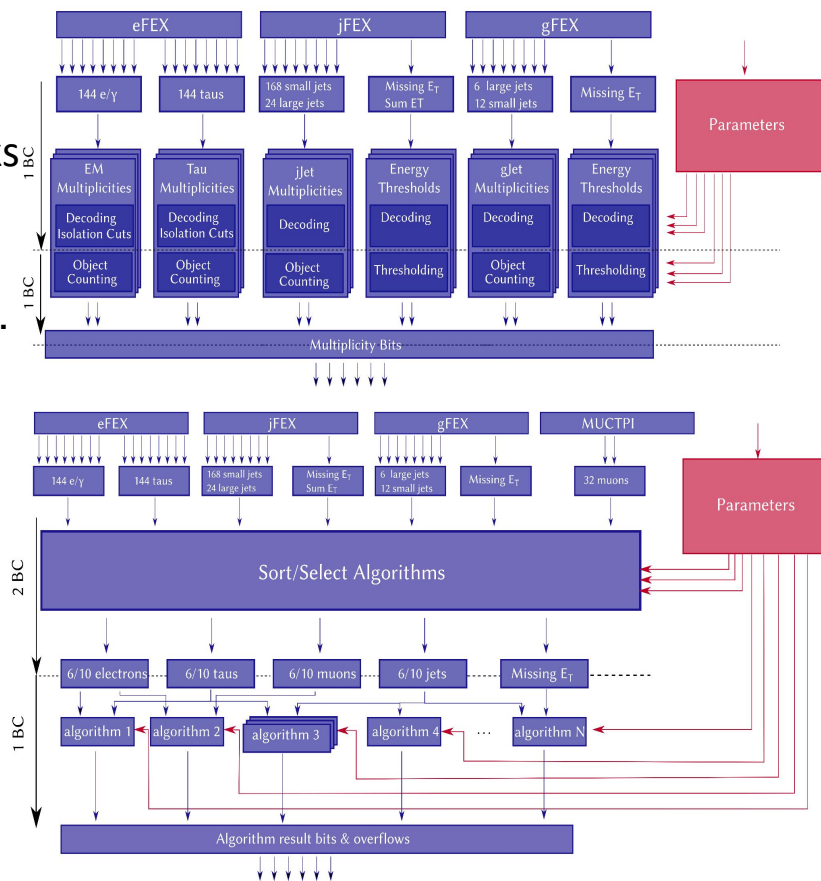 eFEX
jFEX
gFEX
144 e/γ
144 taus
168 small jets
24 large jets
Missing E_T
Sum ET
6 large jets
12 small jets
Missing E_T
Parameters
1 BC
EM
Multiplicities
Decoding
Isolation Cuts
Object
Counting
Tau
Multiplicities
Decoding
Isolation Cuts
Object
Counting
jJet
Multiplicities
Decoding
Object
Counting
Energy
Thresholds
Decoding
Thresholding
gJet
Multiplicities
Decoding
Object
Counting
Energy
Thresholds
Decoding
Thresholding
1 BC
Multiplicity Bits
eFEX
jFEX
gFEX
MUCTPI
144 e/γ
144 taus
168 small jets
24 large jets
Missing E_T
Sum E_T
6 large jets
12 small jets
Missing E_T
32 muons
Parameters
2 BC
Sort/Select Algorithms
6/10 electrons
6/10 taus
6/10 muons
6/10 jets
Missing E_T
1 BC
algorithm 1
algorithm 2
algorithm 3
algorithm 4
...
algorithm N
Algorithm result bits & overflows